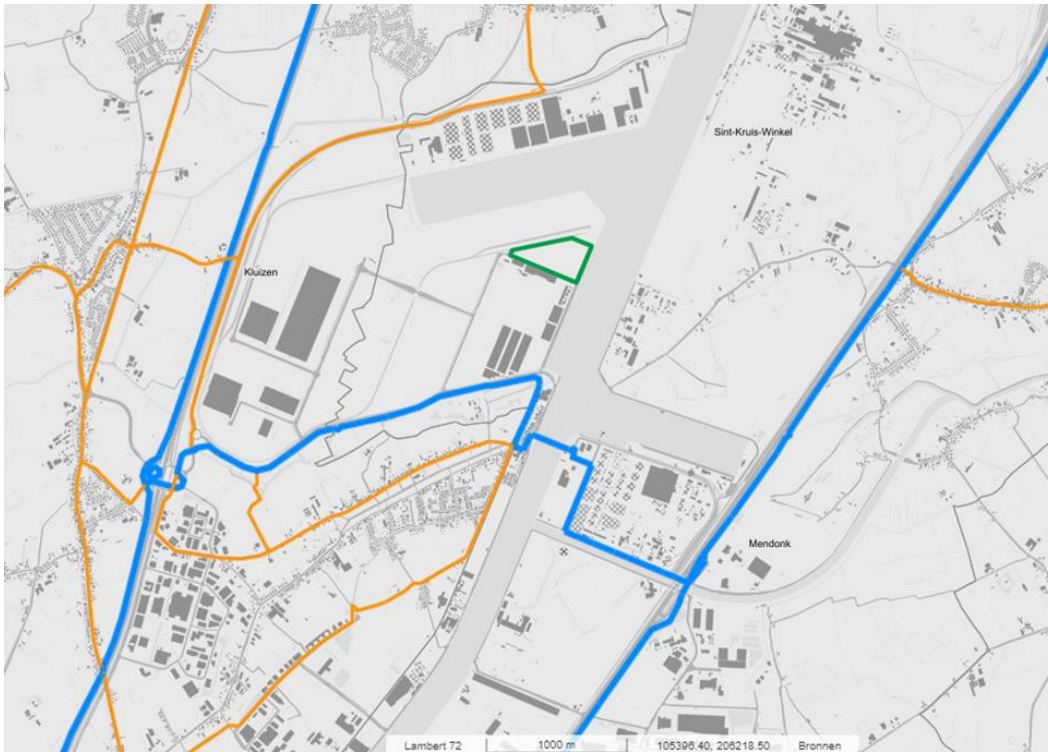 Sint-Kruis-Winkel
Kluizen
Mendonk
Lambert 72 1000 m 105396.40, 206218.50 Bronnen